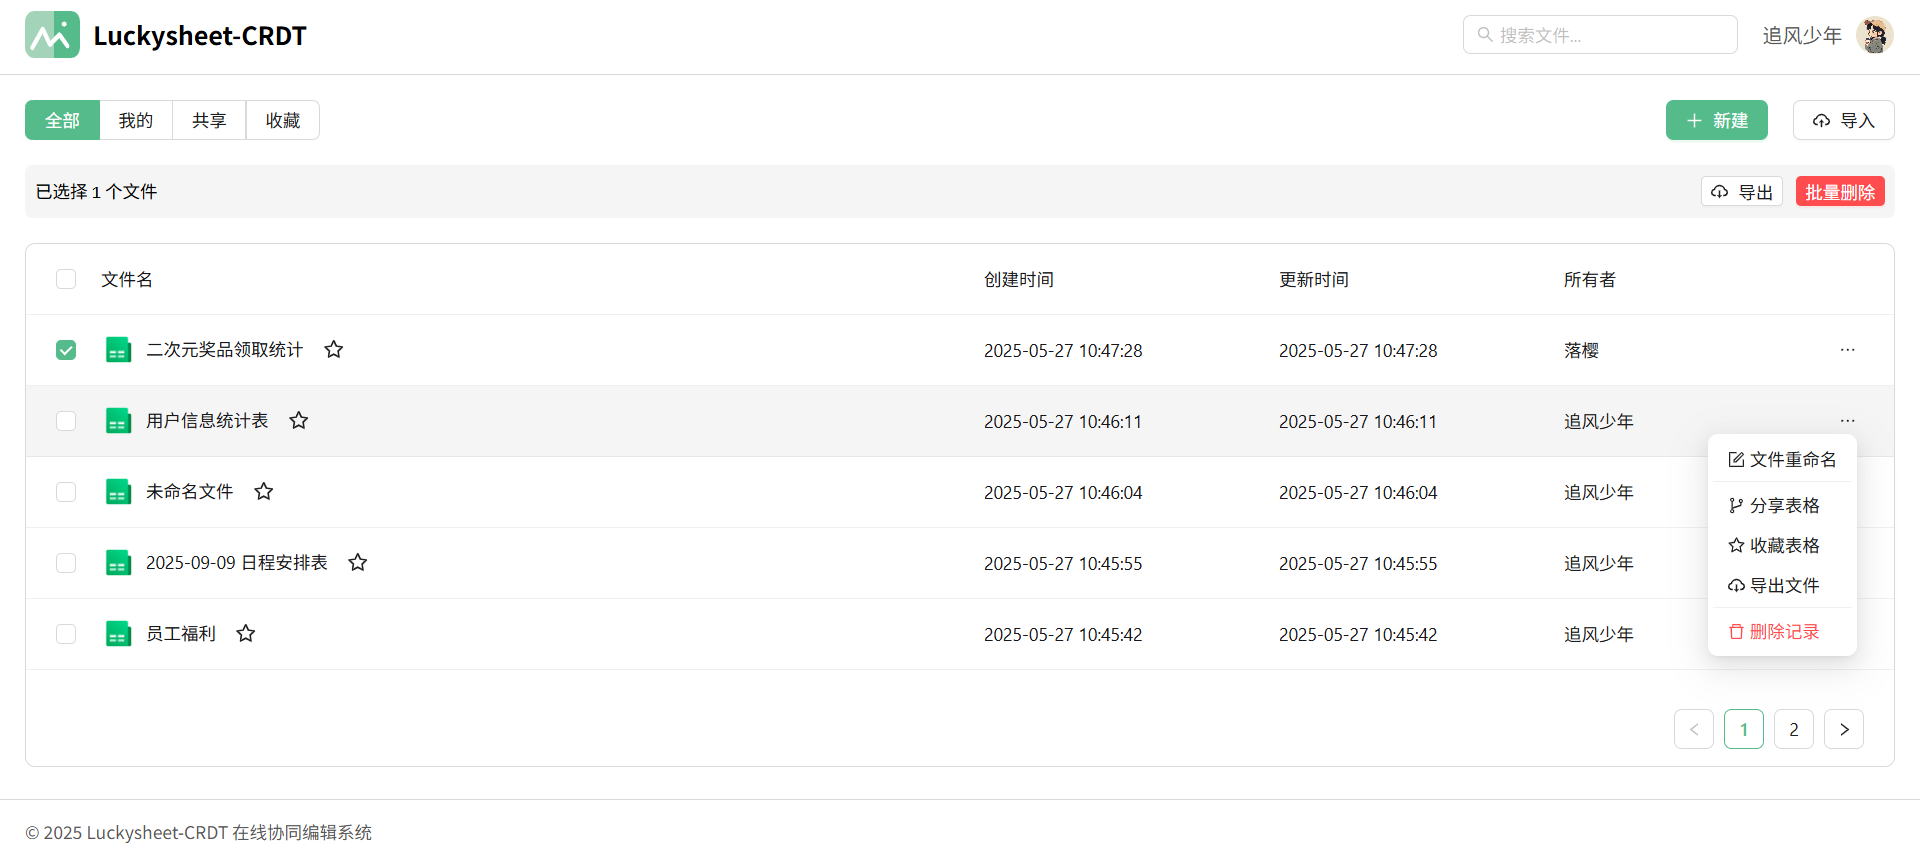 Luckysheet-CRDT
搜索文件...
追风少年
全部 我的 共享 收藏
新建 导入
已选择 1 个文件
导出 批量删除
文件名 创建时间 更新时间 所有者
二次元奖品领取统计 2025-05-27 10:47:28 2025-05-27 10:47:28 落樱 ...
用户信息统计表 2025-05-27 10:46:11 2025-05-27 10:46:11 追风少年 ...
未命名文件 2025-05-27 10:46:04 2025-05-27 10:46:04 追风少年
2025-09-09 日程安排表 2025-05-27 10:45:55 2025-05-27 10:45:55 追风少年
员工福利 2025-05-27 10:45:42 2025-05-27 10:45:42 追风少年
文件重命名
分享表格
收藏表格
导出文件
删除记录
< 1 2 >
© 2025 Luckysheet-CRDT 在线协同编辑系统